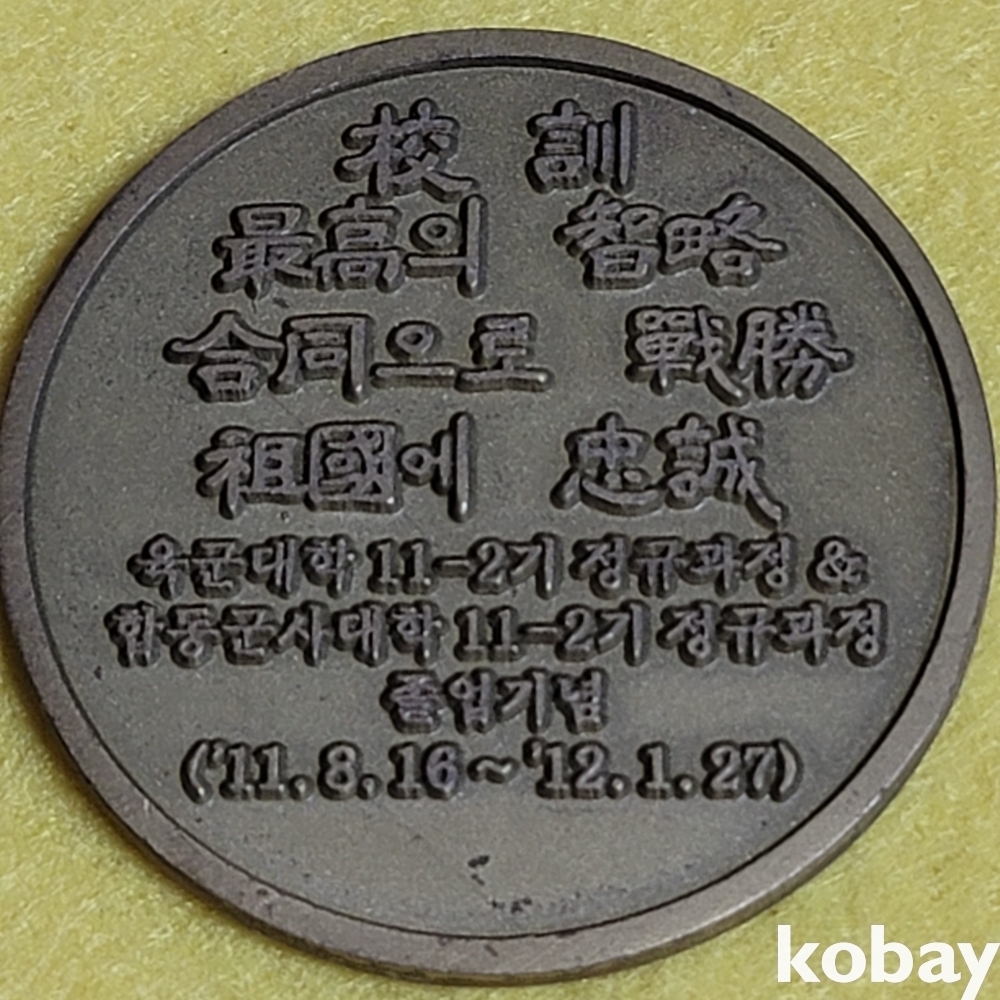 校 訓
最高의 智略
合同으로 戰勝
祖國에 忠誠
육군대학 11-2기 정규과정 &
합동군사대학 11-2기 정규과정
졸업기념
('11.8.16~'12.1.27)
kobay